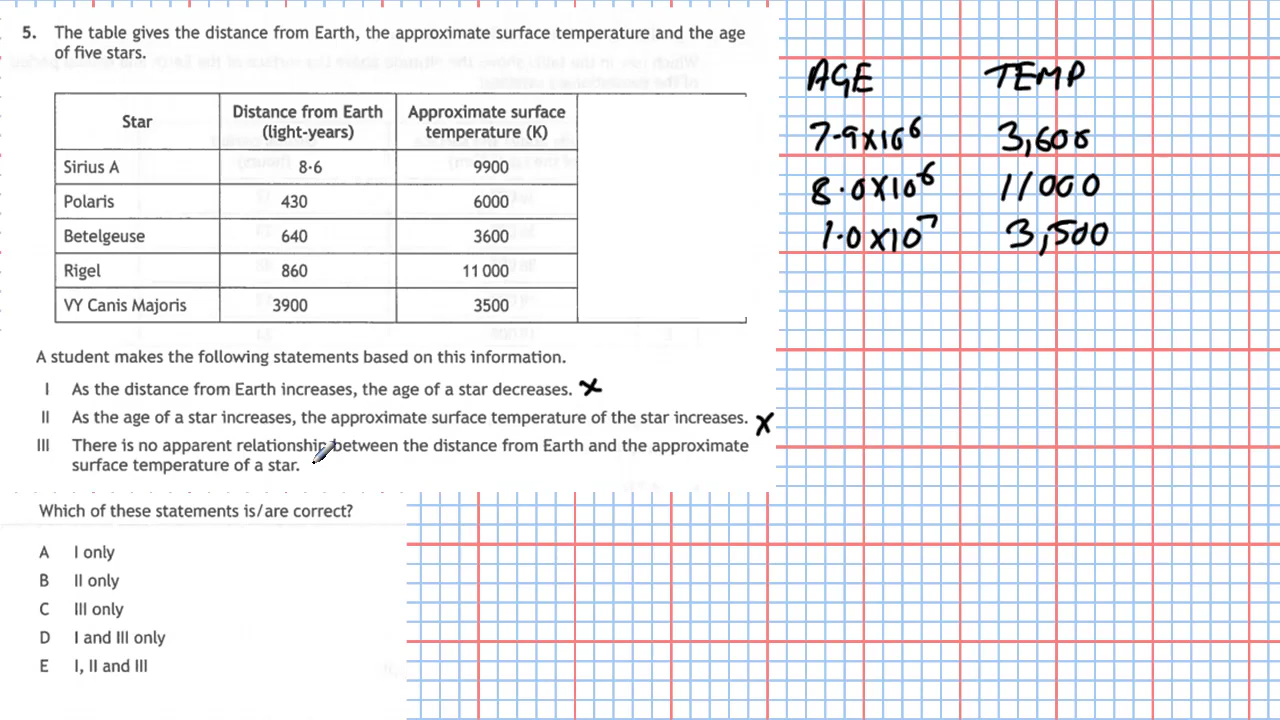 5. The table gives the distance from Earth, the approximate surface temperature and the age
of five stars.
Star Distance from Earth (light-years) Approximate surface temperature (K)
Sirius A 8·6 9900
Polaris 430 6000
Betelgeuse 640 3600
Rigel 860 11 000
VY Canis Majoris 3900 3500
A student makes the following statements based on this information.
I As the distance from Earth increases, the age of a star decreases. ×
II As the age of a star increases, the approximate surface temperature of the star increases. ×
III There is no apparent relationship between the distance from Earth and the approximate
surface temperature of a star.
Which of these statements is/are correct?
A I only
B II only
C III only
D I and III only
E I, II and III
AGE TEMP
7·9×10⁶ 3,600
8·0×10⁶ 11000
1·0×10⁷ 3,500